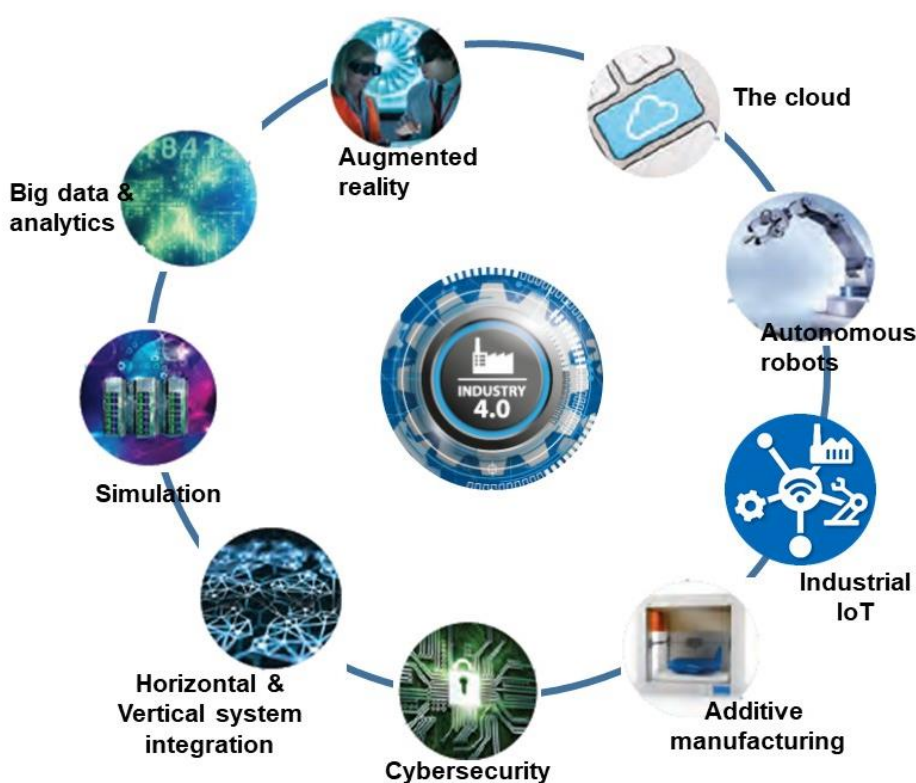 The cloud
Augmented
reality
Big data &
analytics
Autonomous
robots
INDUSTRY
4.0
Simulation
Industrial
IoT
Horizontal &
Vertical system
integration
Additive
manufacturing
Cybersecurity